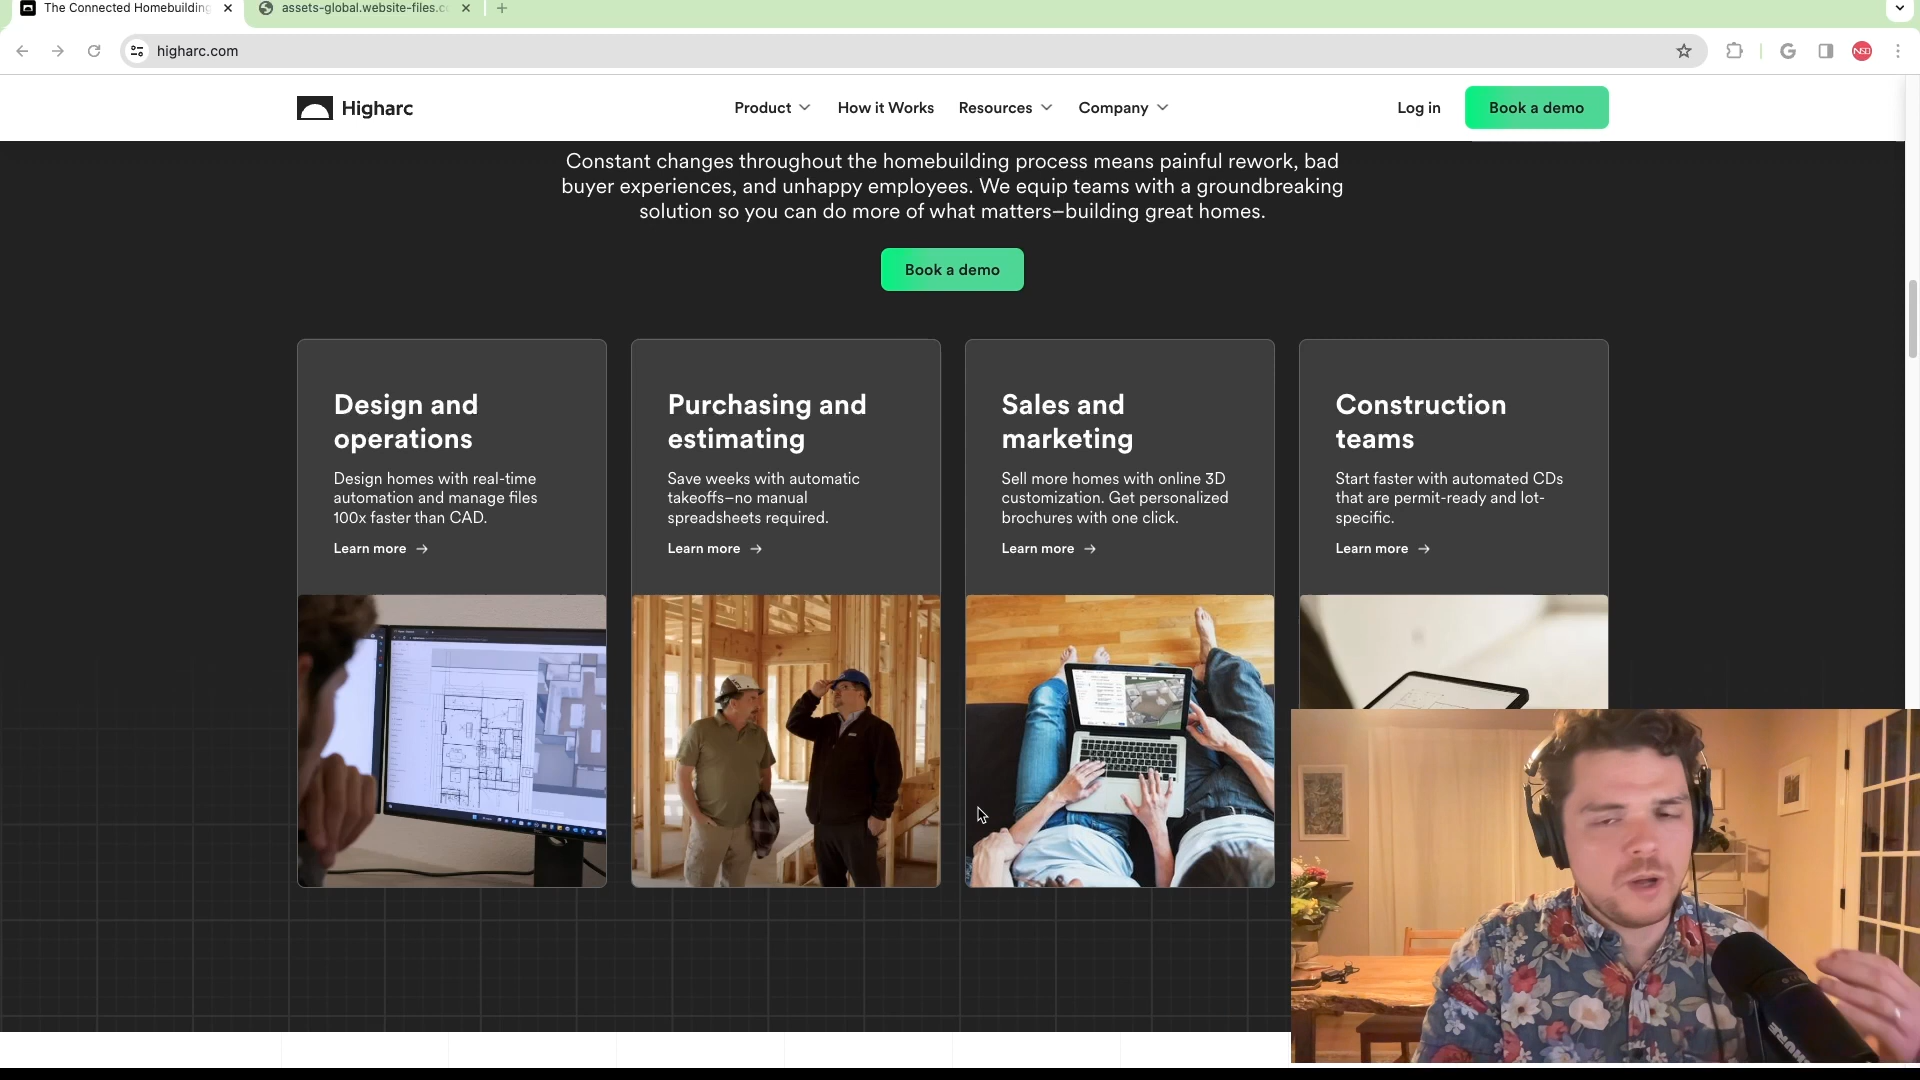 The Connected Homebuilding
assets-global.website-files.c
higharc.com
NSD
Higharc
Product
How it Works
Resources
Company
Log in
Book a demo
Constant changes throughout the homebuilding process means painful rework, bad
buyer experiences, and unhappy employees. We equip teams with a groundbreaking
solution so you can do more of what matters–building great homes.
Book a demo
Design and
operations
Design homes with real-time
automation and manage files
100x faster than CAD.
Learn more →
Purchasing and
estimating
Save weeks with automatic
takeoffs–no manual
spreadsheets required.
Learn more →
Sales and
marketing
Sell more homes with online 3D
customization. Get personalized
brochures with one click.
Learn more →
Construction
teams
Start faster with automated CDs
that are permit-ready and lot-
specific.
Learn more →